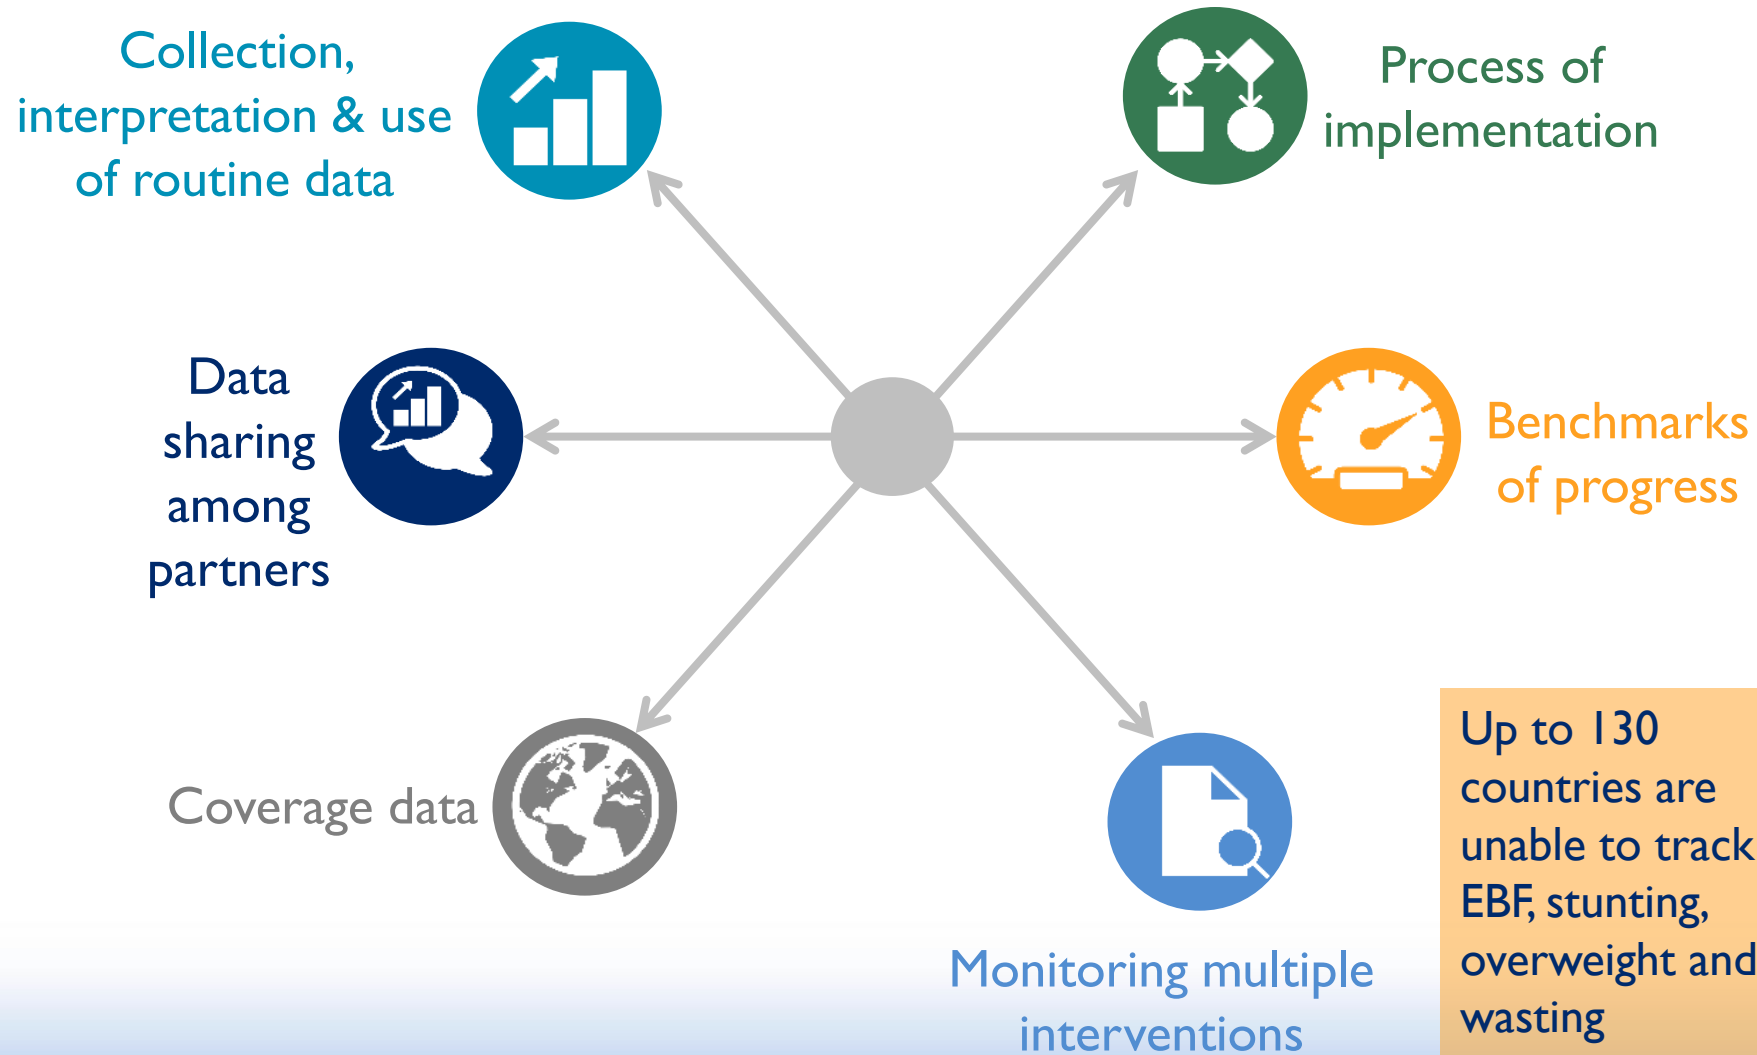 Collection,
interpretation & use
of routine data
Process of
implementation
Data
sharing
among
partners
Benchmarks
of progress
Coverage data
Monitoring multiple
interventions
Up to 130
countries are
unable to track
EBF, stunting,
overweight and
wasting